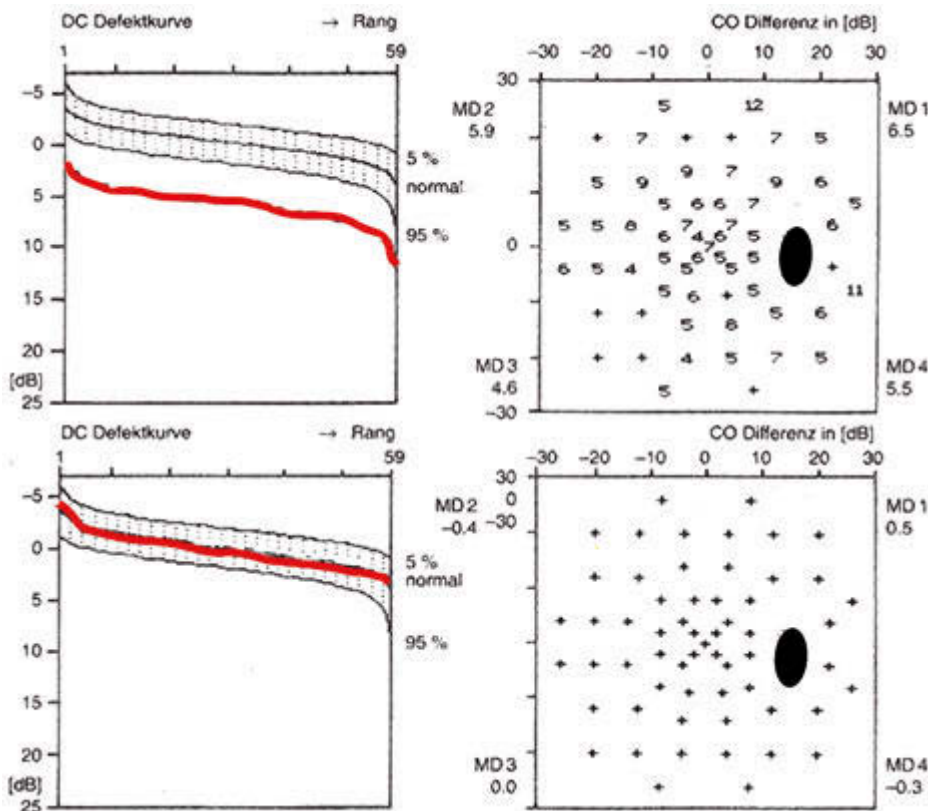 DC Defektkurve → Rang
1 59
-5
0
5
10
15
20
[dB]
25
5 %
normal
95 %
CO Differenz in [dB]
-30 -20 -10 0 10 20 30
30
0
-30
MD 2
5.9
MD 1
6.5
MD 3
4.6
MD 4
5.5
5 12
+ 7 + + 7 5
9 7
5 9 9 6
5 6 6 7 5
5 5 7 7 6
6 4 6 5
7
5 6 5 5
6 5 4 5 5 +
5 6 + 5 11
+ + 5 6
5
+ + 4 5 7 5
5 +
DC Defektkurve → Rang
1 59
-5
0
5
10
15
20
[dB]
25
5 %
normal
95 %
CO Differenz in [dB]
-30 -20 -10 0 10 20 30
30
0
-30
MD 2
-0.4
MD 1
0.5
MD 3
0.0
MD 4
-0.3